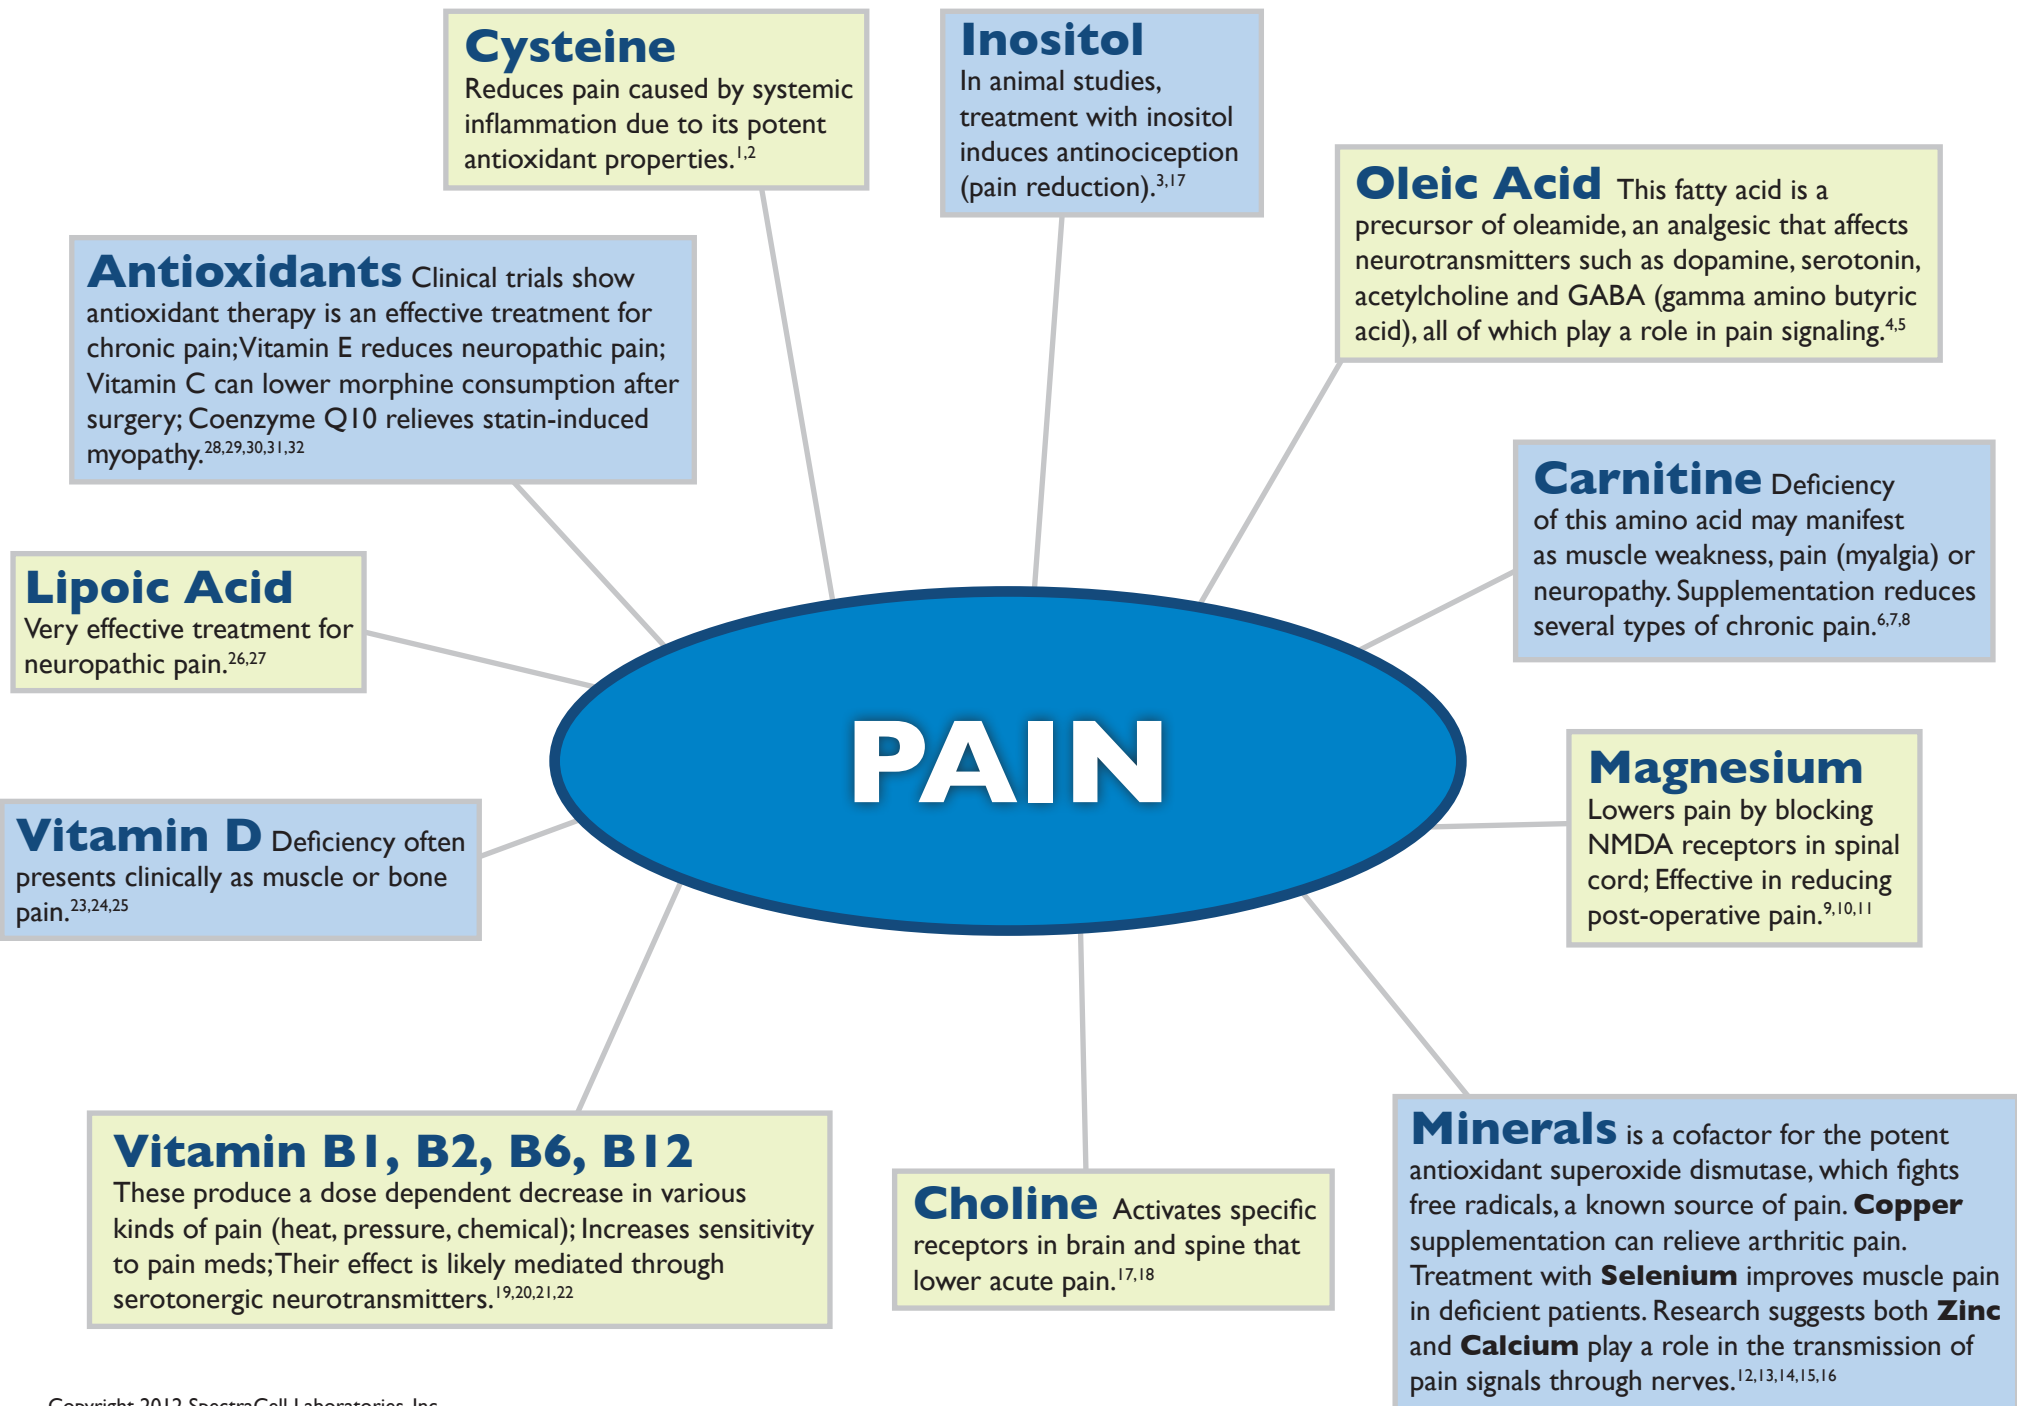 Cysteine
Reduces pain caused by systemic
inflammation due to its potent
antioxidant properties.1,2
Inositol
In animal studies,
treatment with inositol
induces antinociception
(pain reduction).3,17
Oleic Acid This fatty acid is a
precursor of oleamide, an analgesic that affects
neurotransmitters such as dopamine, serotonin,
acetylcholine and GABA (gamma amino butyric
acid), all of which play a role in pain signaling.4,5
Antioxidants Clinical trials show
antioxidant therapy is an effective treatment for
chronic pain; Vitamin E reduces neuropathic pain;
Vitamin C can lower morphine consumption after
surgery; Coenzyme Q10 relieves statin-induced
myopathy.28,29,30,31,32
Carnitine Deficiency
of this amino acid may manifest
as muscle weakness, pain (myalgia) or
neuropathy. Supplementation reduces
several types of chronic pain.6,7,8
Lipoic Acid
Very effective treatment for
neuropathic pain.26,27
PAIN
Magnesium
Lowers pain by blocking
NMDA receptors in spinal
cord; Effective in reducing
post-operative pain.9,10,11
Vitamin D Deficiency often
presents clinically as muscle or bone
pain.23,24,25
Vitamin B1, B2, B6, B12
These produce a dose dependent decrease in various
kinds of pain (heat, pressure, chemical); Increases sensitivity
to pain meds; Their effect is likely mediated through
serotonergic neurotransmitters.19,20,21,22
Choline Activates specific
receptors in brain and spine that
lower acute pain.17,18
Minerals is a cofactor for the potent
antioxidant superoxide dismutase, which fights
free radicals, a known source of pain. Copper
supplementation can relieve arthritic pain.
Treatment with Selenium improves muscle pain
in deficient patients. Research suggests both Zinc
and Calcium play a role in the transmission of
pain signals through nerves.12,13,14,15,16
Copyright 2012 SpectraCell Laboratories, Inc